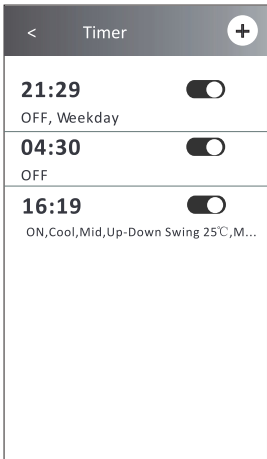 < Timer +
21:29
OFF, Weekday
04:30
OFF
16:19
ON,Cool,Mid,Up-Down Swing 25℃,M...